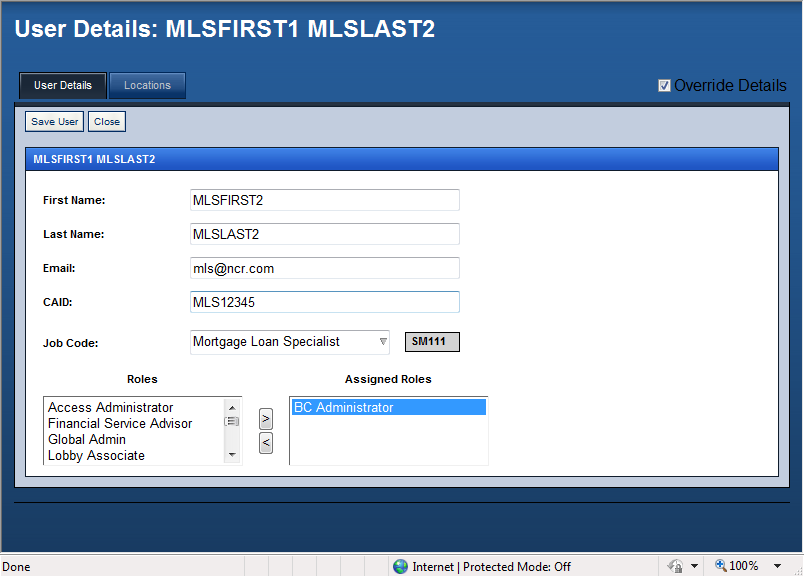 User Details: MLSFIRST1 MLSLAST2
User Details Locations Override Details
Save User Close
MLSFIRST1 MLSLAST2
First Name: MLSFIRST2
Last Name: MLSLAST2
Email: mls@ncr.com
CAID: MLS12345
Job Code: Mortgage Loan Specialist SM111
Roles Assigned Roles
Access Administrator > BC Administrator
Financial Service Advisor
Global Admin <
Lobby Associate
Done Internet | Protected Mode: Off 100%